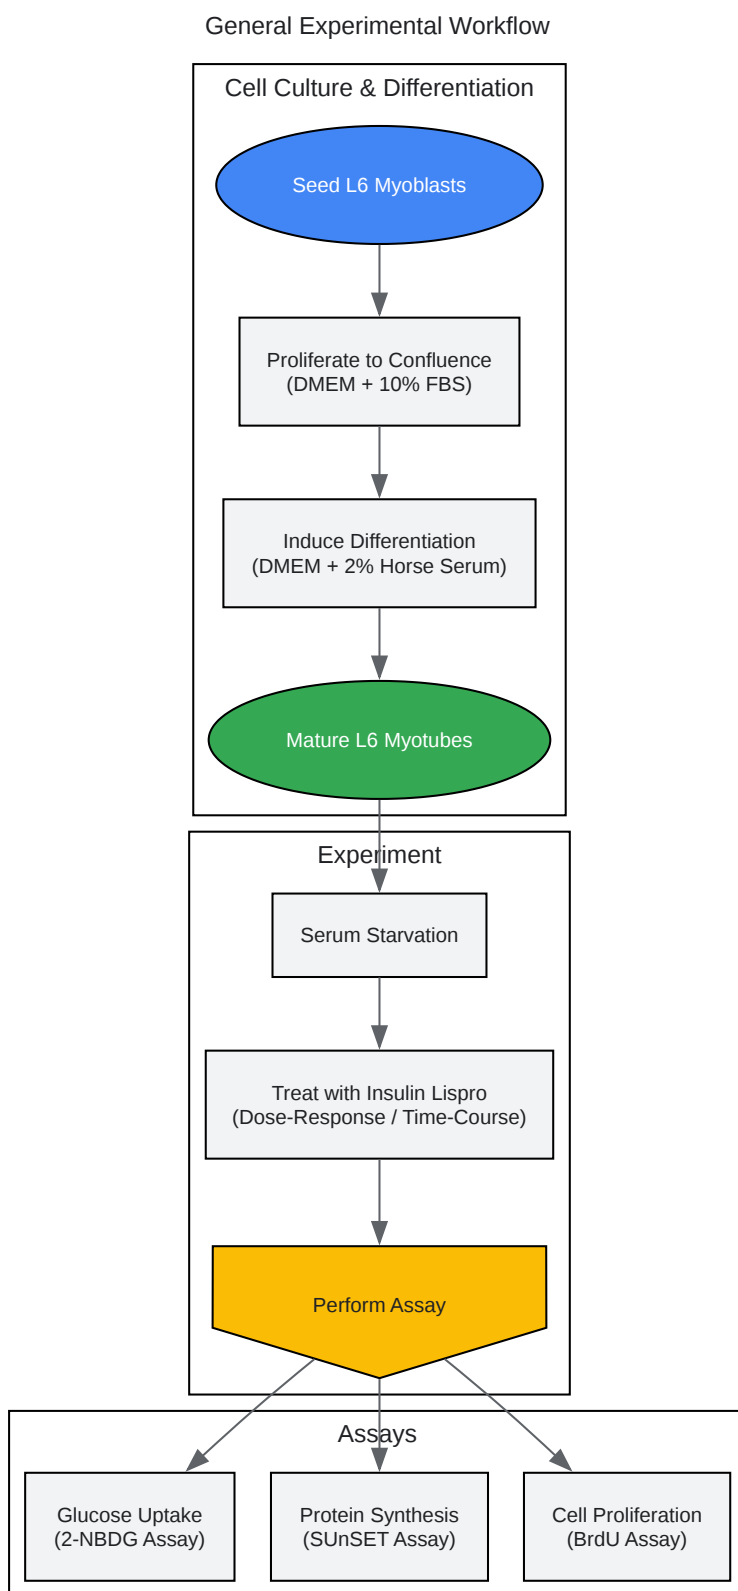 General Experimental Workflow
Cell Culture & Differentiation
Seed L6 Myoblasts
Proliferate to Confluence
(DMEM + 10% FBS)
Induce Differentiation
(DMEM + 2% Horse Serum)
Mature L6 Myotubes
Experiment
Serum Starvation
Treat with Insulin Lispro
(Dose-Response / Time-Course)
Perform Assay
Assays
Glucose Uptake
(2-NBDG Assay)
Protein Synthesis
(SUnSET Assay)
Cell Proliferation
(BrdU Assay)